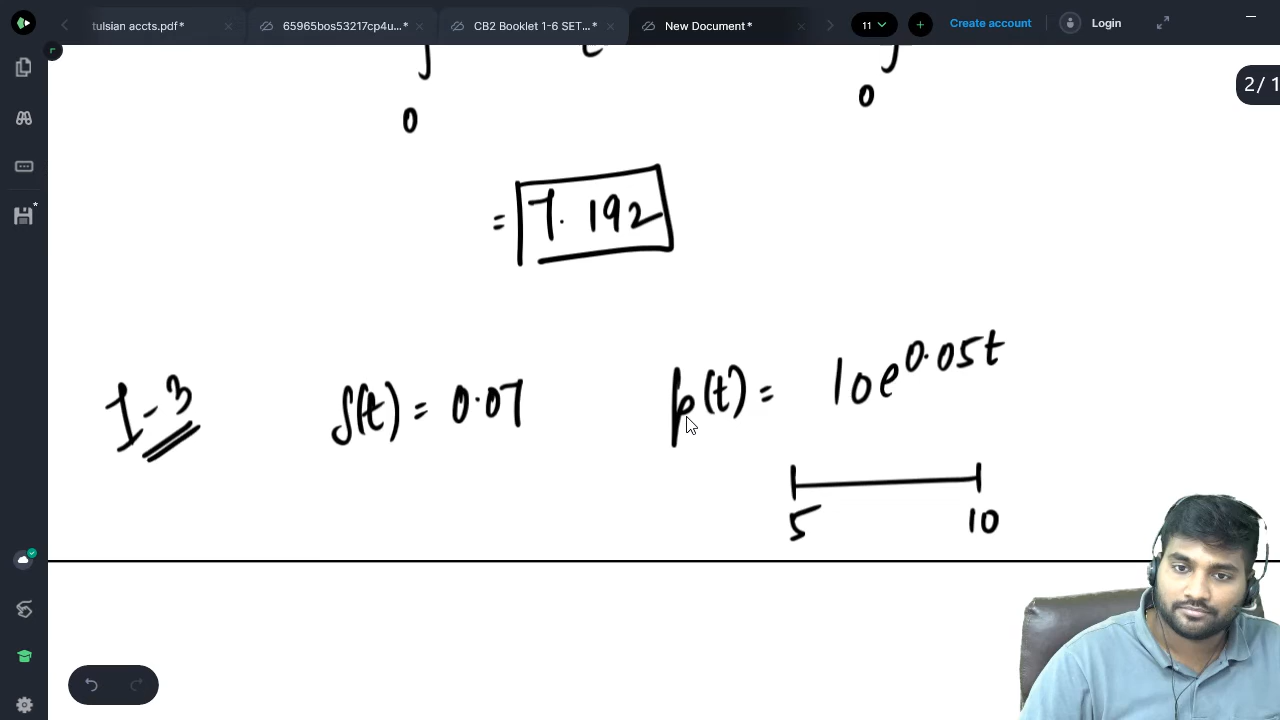 tulsian accts.pdf*
65965bos53217cp4u...*
CB2 Booklet 1-6 SET...*
New Document*
11
Create account
Login
2/ 1
0
0
= 7.192
I-3
δ(t) = 0.07
ρ(t) = 10e^0.05t
5
10